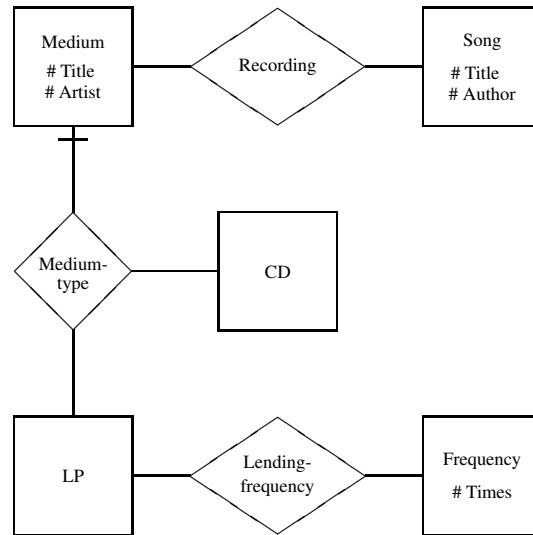 Medium
# Title
# Artist
Recording
Song
# Title
# Author
Medium-
type
CD
LP
Lending-
frequency
Frequency
# Times